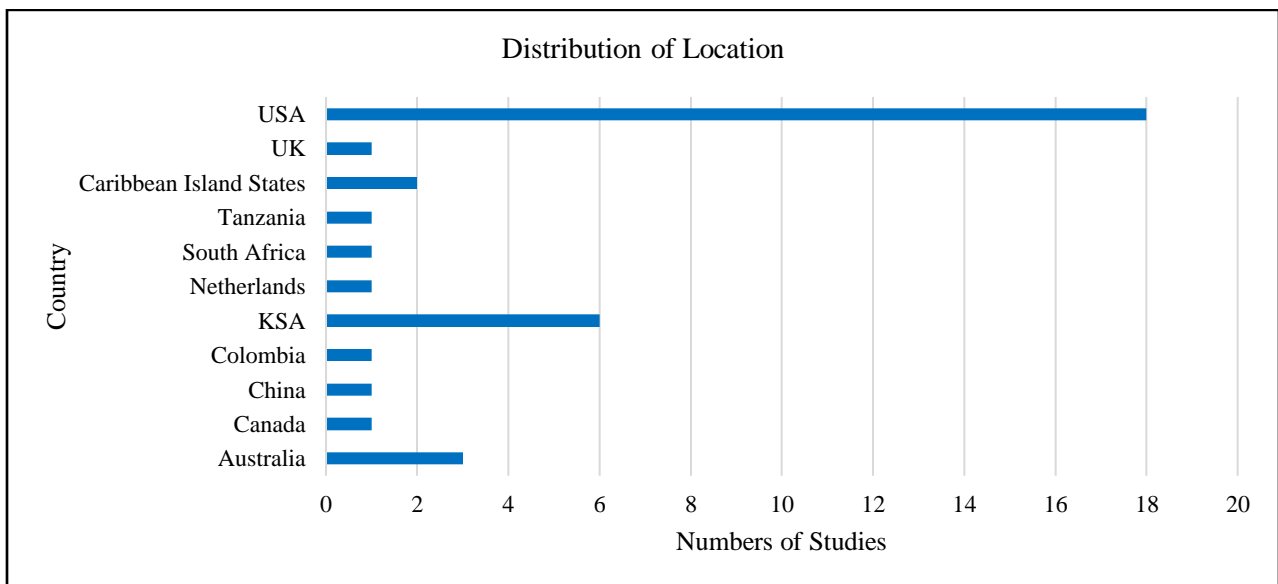 Distribution of Location
USA
UK
Caribbean Island States
Tanzania
South Africa
Netherlands
KSA
Colombia
China
Canada
Australia
Country
0 2 4 6 8 10 12 14 16 18 20
Numbers of Studies